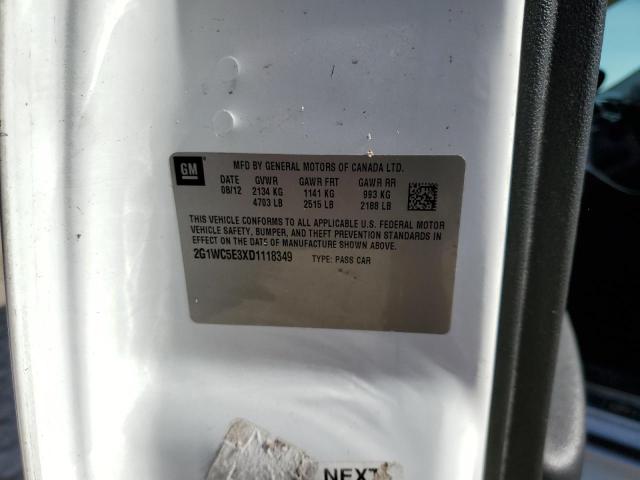 GM
MFD BY GENERAL MOTORS OF CANADA LTD.
DATE GVWR GAWR FRT GAWR RR
08/12 2134 KG 1141 KG 993 KG
4703 LB 2515 LB 2188 LB
THIS VEHICLE CONFORMS TO ALL APPLICABLE U.S. FEDERAL MOTOR
VEHICLE SAFETY, BUMPER, AND THEFT PREVENTION STANDARDS IN
EFFECT ON THE DATE OF MANUFACTURE SHOWN ABOVE.
2G1WC5E3XD1118349 TYPE: PASS CAR
NEXT